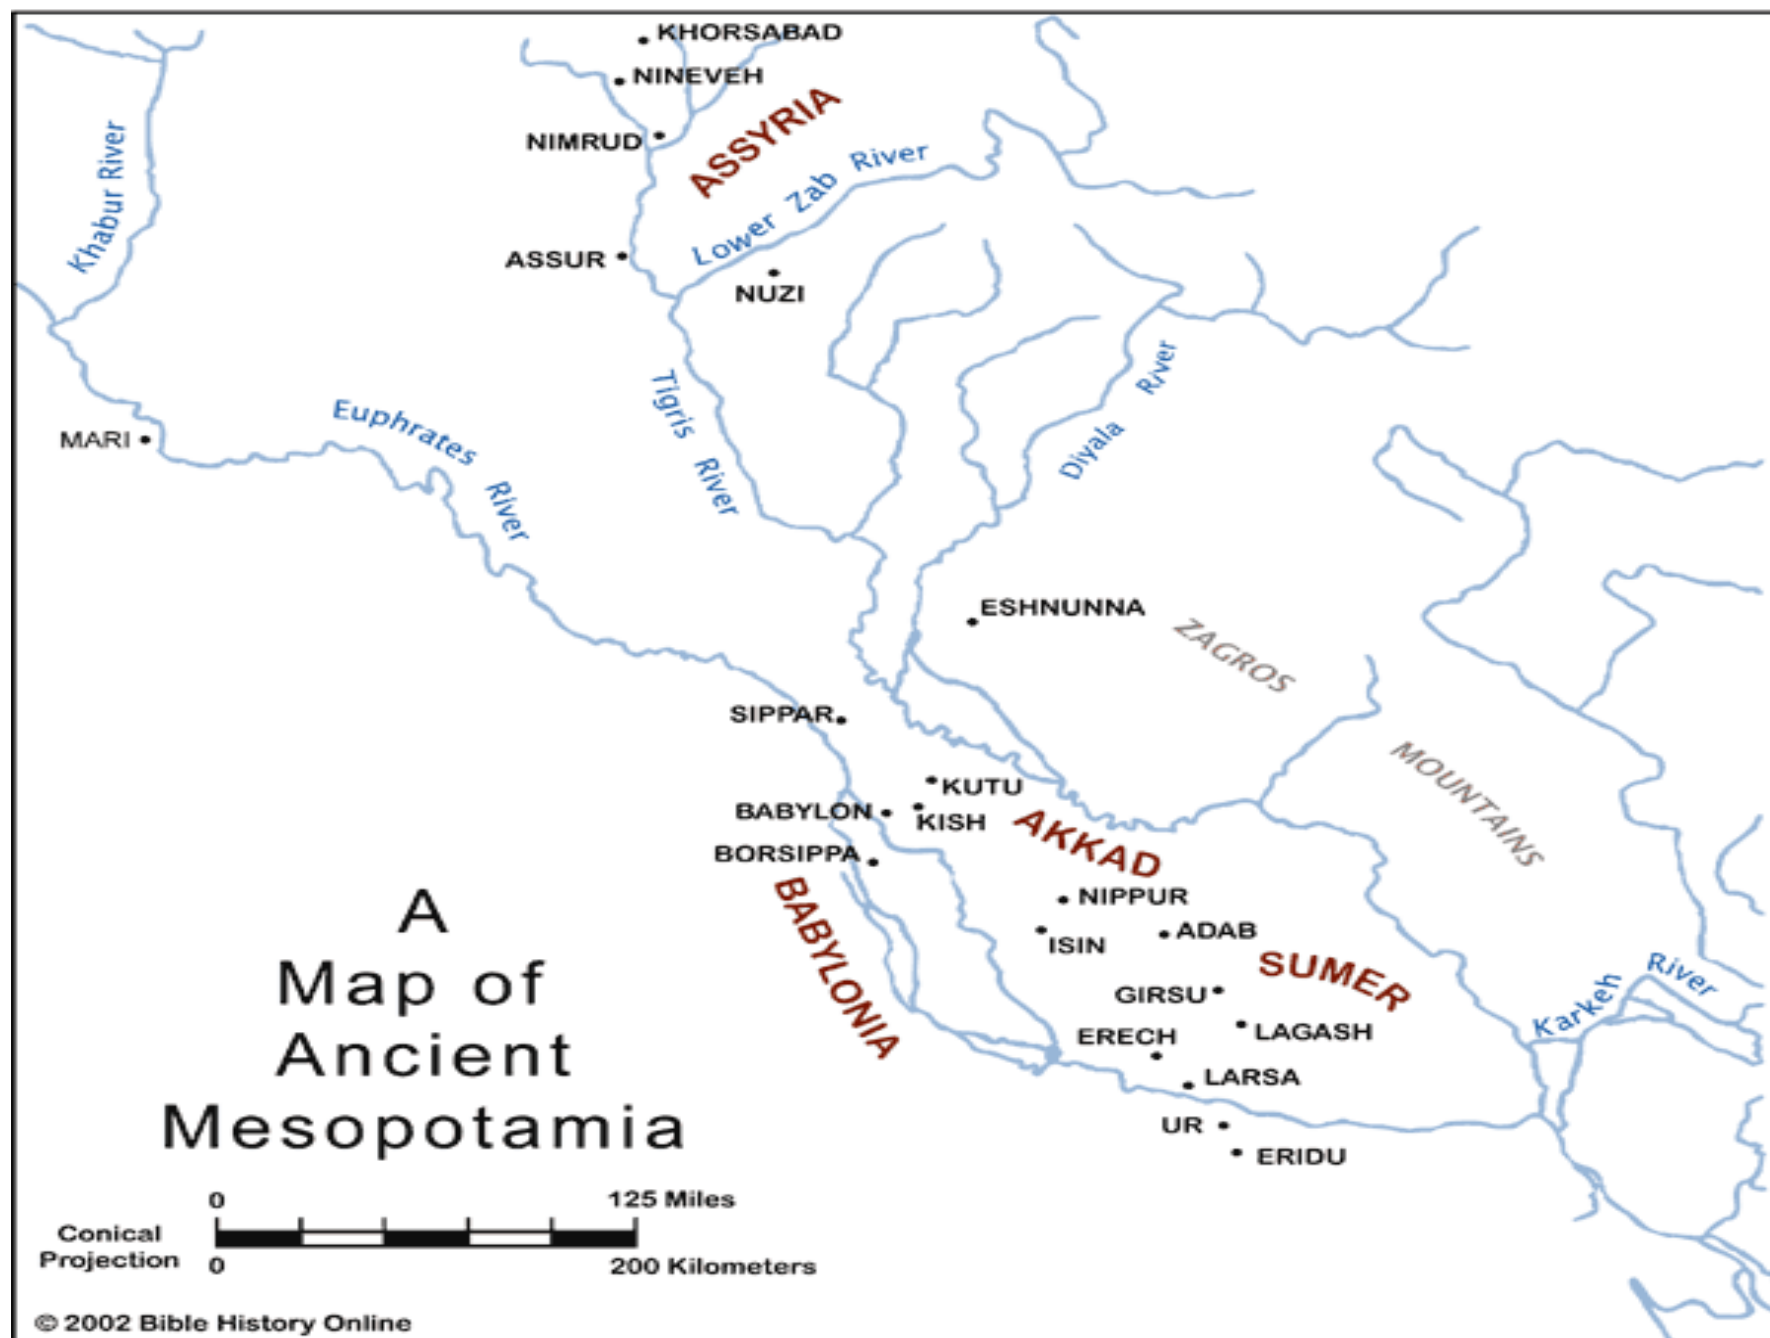 KHORSABAD
NINEVEH
NIMRUD
ASSYRIA
Khabur River
Lower Zab River
ASSUR
NUZI
Tigris River
Diyala River
Euphrates River
MARI
ESHNUNNA
ZAGROS
MOUNTAINS
SIPPAR
KUTU
BABYLON
KISH
AKKAD
BORSIPPA
BABYLONIA
NIPPUR
ISIN
ADAB
SUMER
GIRSU
LAGASH
ERECH
LARSA
Karkeh River
UR
ERIDU
A
Map of
Ancient
Mesopotamia
0 125 Miles
Conical
Projection
0 200 Kilometers
© 2002 Bible History Online